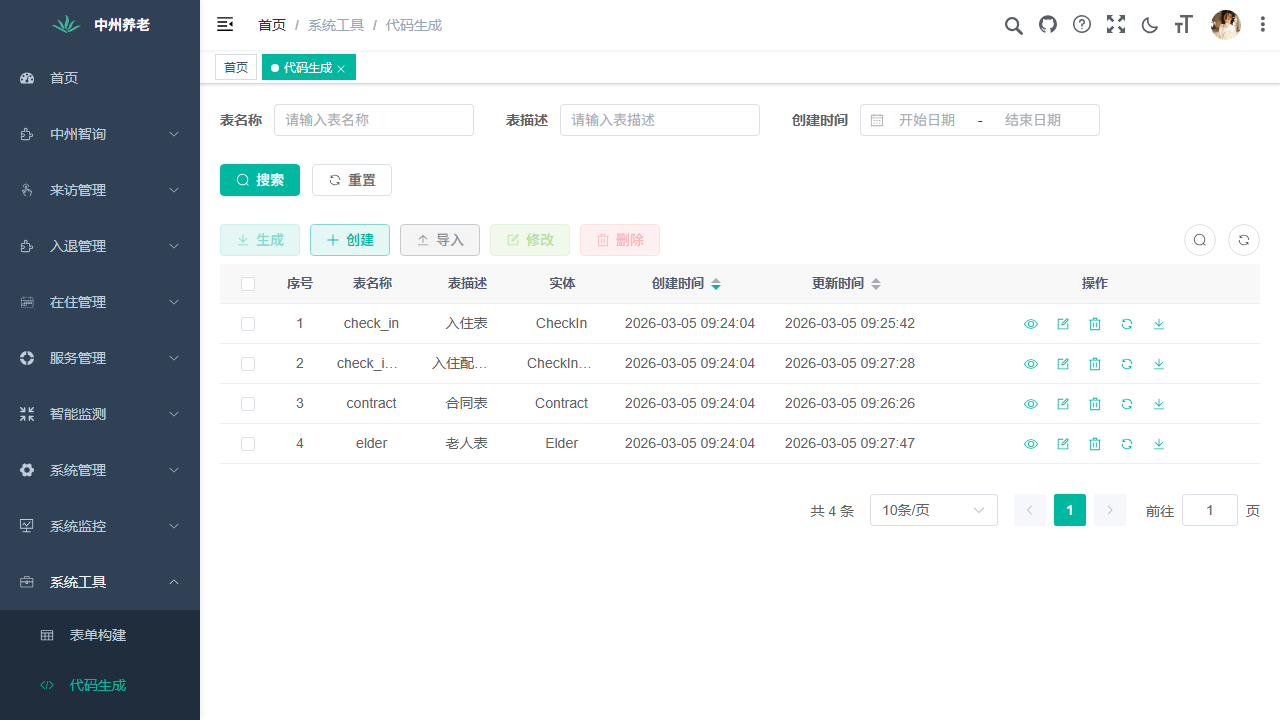 中州养老
首页
中州智询
来访管理
入退管理
在住管理
服务管理
智能监测
系统管理
系统监控
系统工具
表单构建
代码生成
首页 / 系统工具 / 代码生成
首页
代码生成
表名称 请输入表名称 表描述 请输入表描述 创建时间 开始日期 - 结束日期
搜索 重置
生成 创建 导入 修改 删除
序号 表名称 表描述 实体 创建时间 更新时间 操作
1 check_in 入住表 CheckIn 2026-03-05 09:24:04 2026-03-05 09:25:42
2 check_i... 入住配... CheckIn... 2026-03-05 09:24:04 2026-03-05 09:27:28
3 contract 合同表 Contract 2026-03-05 09:24:04 2026-03-05 09:26:26
4 elder 老人表 Elder 2026-03-05 09:24:04 2026-03-05 09:27:47
共 4 条 10条/页 1 前往 1 页